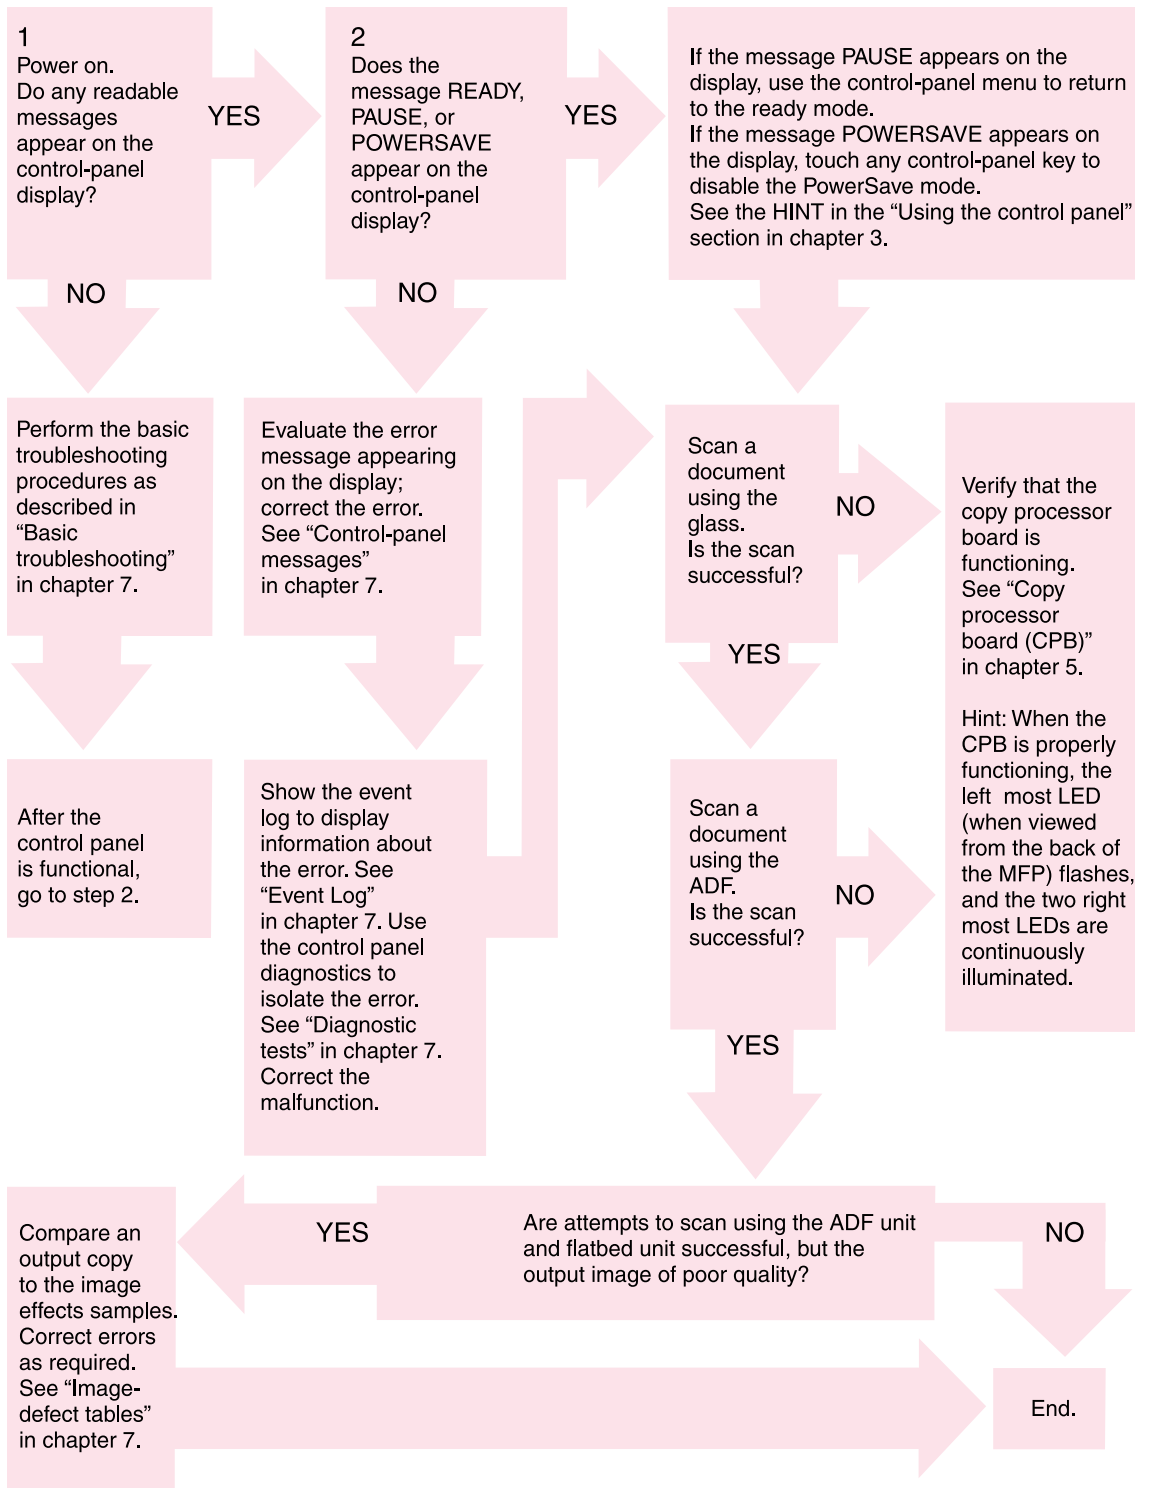 1
Power on.
Do any readable
messages
appear on the
control-panel
display?
YES
2
Does the
message READY,
PAUSE, or
POWERSAVE
appear on the
control-panel
display?
YES
If the message PAUSE appears on the
display, use the control-panel menu to return
to the ready mode.
If the message POWERSAVE appears on
the display, touch any control-panel key to
disable the PowerSave mode.
See the HINT in the “Using the control panel”
section in chapter 3.
NO
NO
Perform the basic
troubleshooting
procedures as
described in
“Basic
troubleshooting”
in chapter 7.
Evaluate the error
message appearing
on the display;
correct the error.
See “Control-panel
messages”
in chapter 7.
Scan a
document
using the
glass.
Is the scan
successful?
NO
Verify that the
copy processor
board is
functioning.
See “Copy
processor
board (CPB)”
in chapter 5.
Hint: When the
CPB is properly
functioning, the
left  most LED
(when viewed
from the back of
the MFP) flashes,
and the two right
most LEDs are
continuously
illuminated.
YES
After the
control panel
is functional,
go to step 2.
Show the event
log to display
information about
the error. See
“Event Log”
in chapter 7. Use
the control panel
diagnostics to
isolate the error.
See “Diagnostic
tests” in chapter 7.
Correct the
malfunction.
Scan a
document
using the
ADF.
Is the scan
successful?
NO
YES
Are attempts to scan using the ADF unit
and flatbed unit successful, but the
output image of poor quality?
YES
NO
Compare an
output copy
to the image
effects samples.
Correct errors
as required.
See “Image-
defect tables”
in chapter 7.
End.